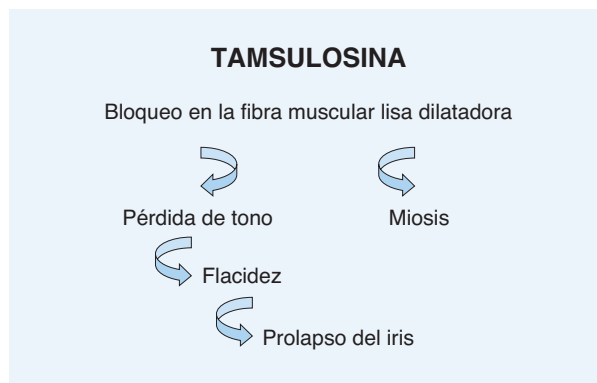 TAMSULOSINA
Bloqueo en la fibra muscular lisa dilatadora
Pérdida de tono
Miosis
Flacidez
Prolapso del iris